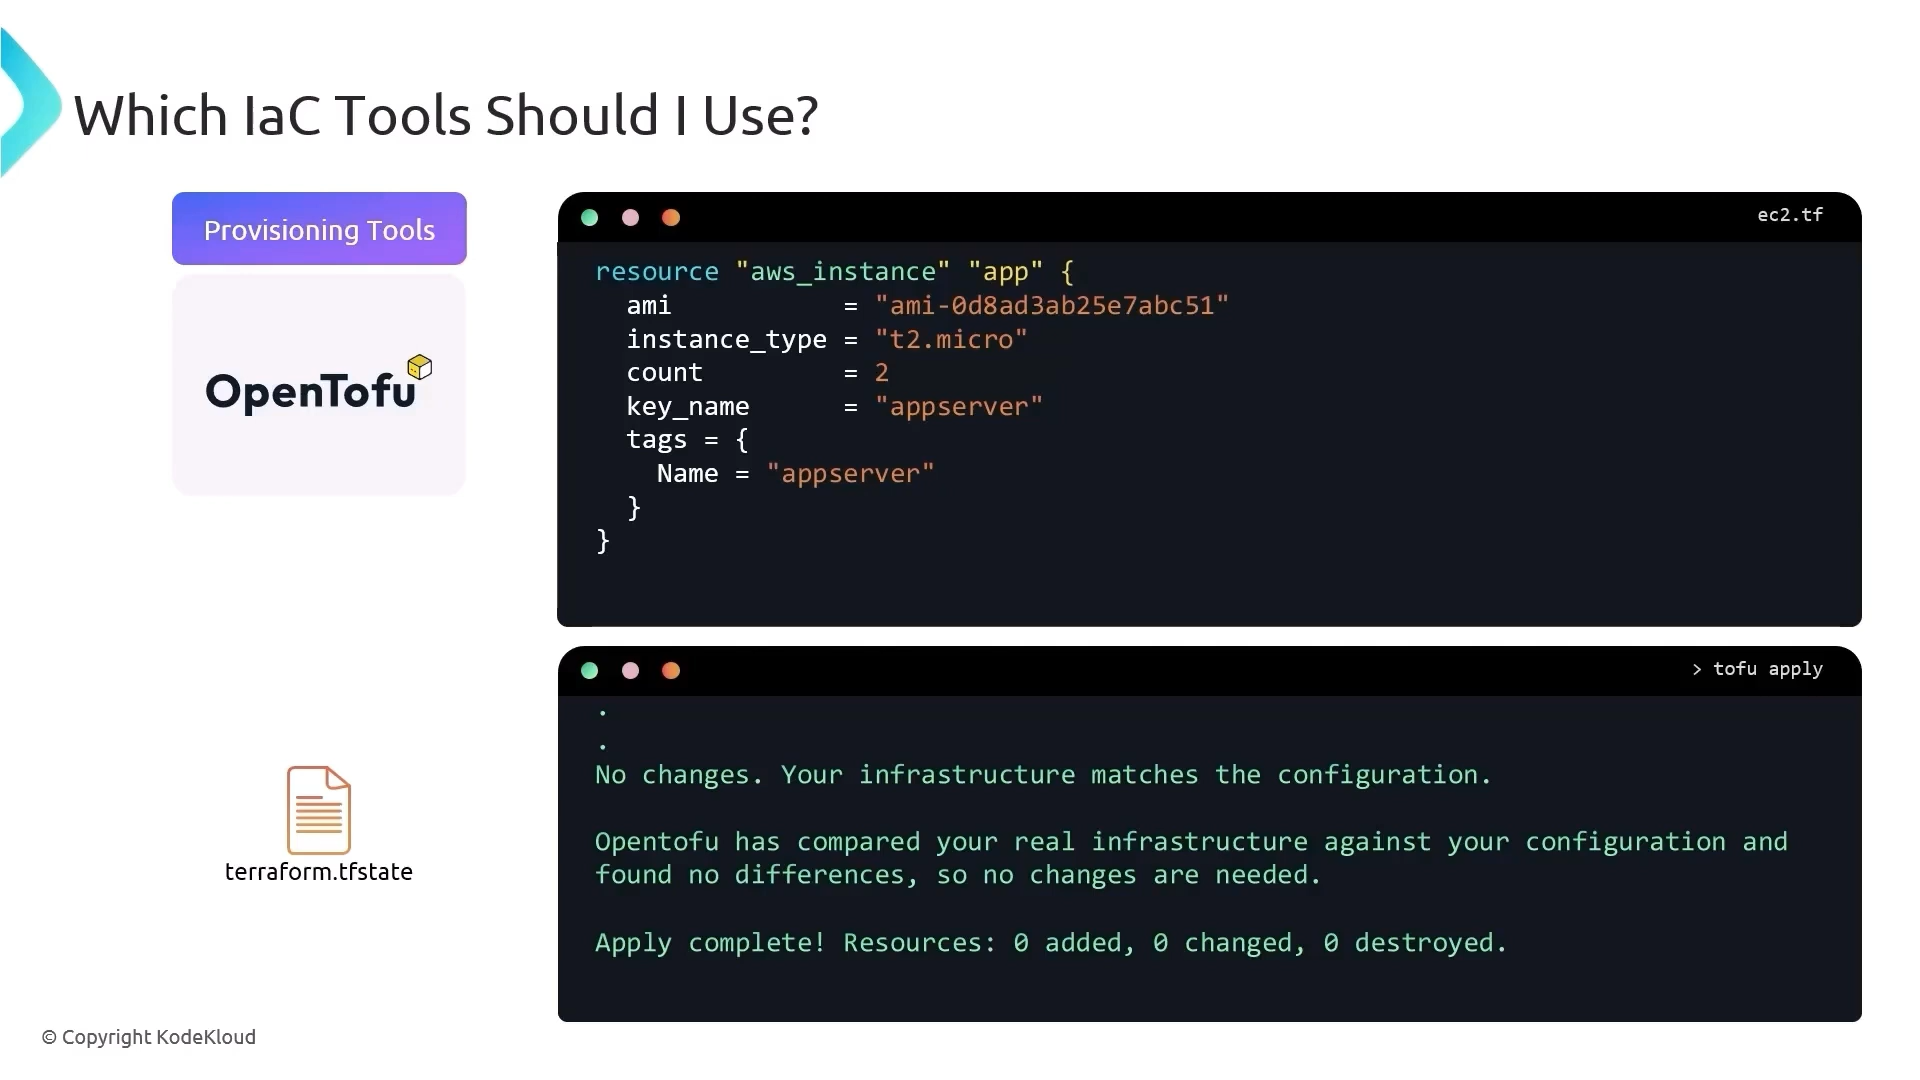 Which IaC Tools Should I Use?
Provisioning Tools
OpenTofu
ec2.tf
resource "aws_instance" "app" {
  ami           = "ami-0d8ad3ab25e7abc51"
  instance_type = "t2.micro"
  count         = 2
  key_name      = "appserver"
  tags = {
    Name = "appserver"
  }
}
> tofu apply
.
.
No changes. Your infrastructure matches the configuration.
Opentofu has compared your real infrastructure against your configuration and
found no differences, so no changes are needed.
Apply complete! Resources: 0 added, 0 changed, 0 destroyed.
terraform.tfstate
© Copyright KodeKloud